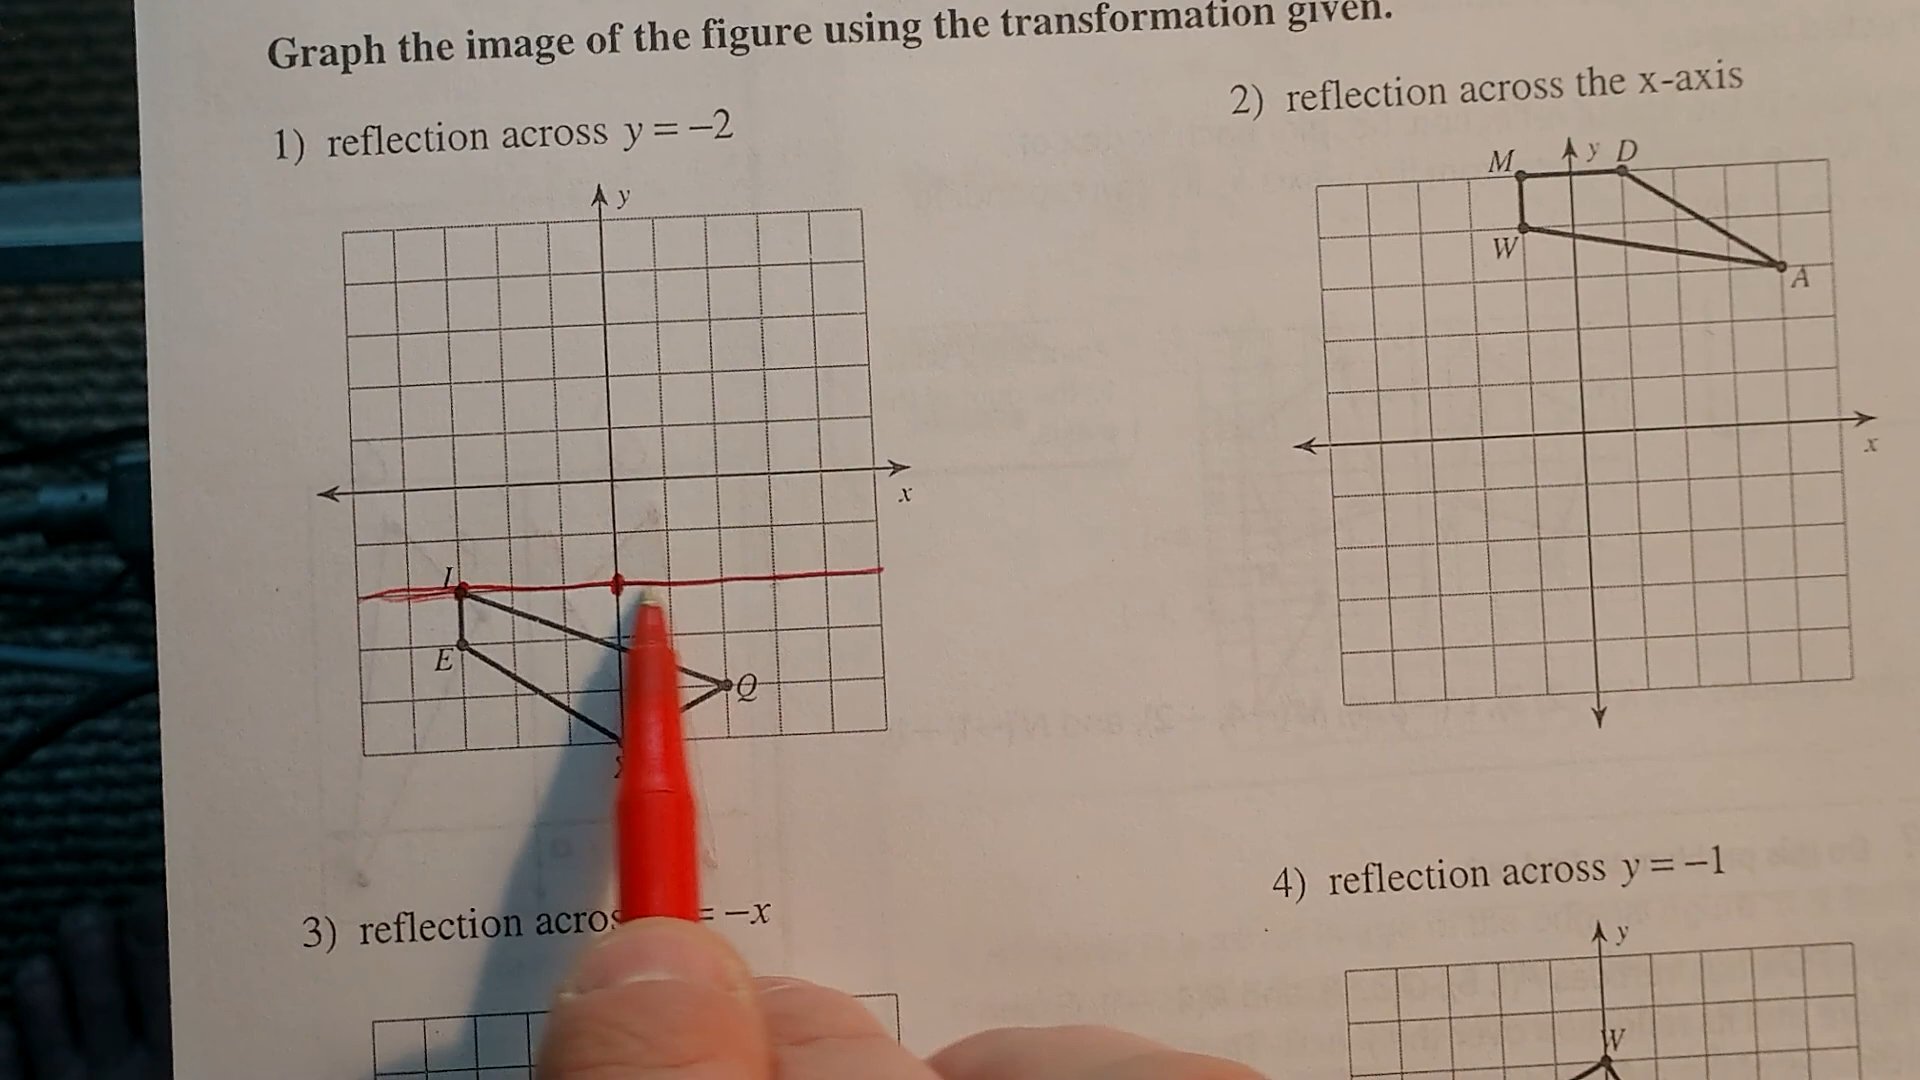 Graph the image of the figure using the transformation given.
1) reflection across y = −2
2) reflection across the x-axis
y
x
I
E
Q
M
y
D
W
A
x
3) reflection = −x
4) reflection across y = −1
y
W